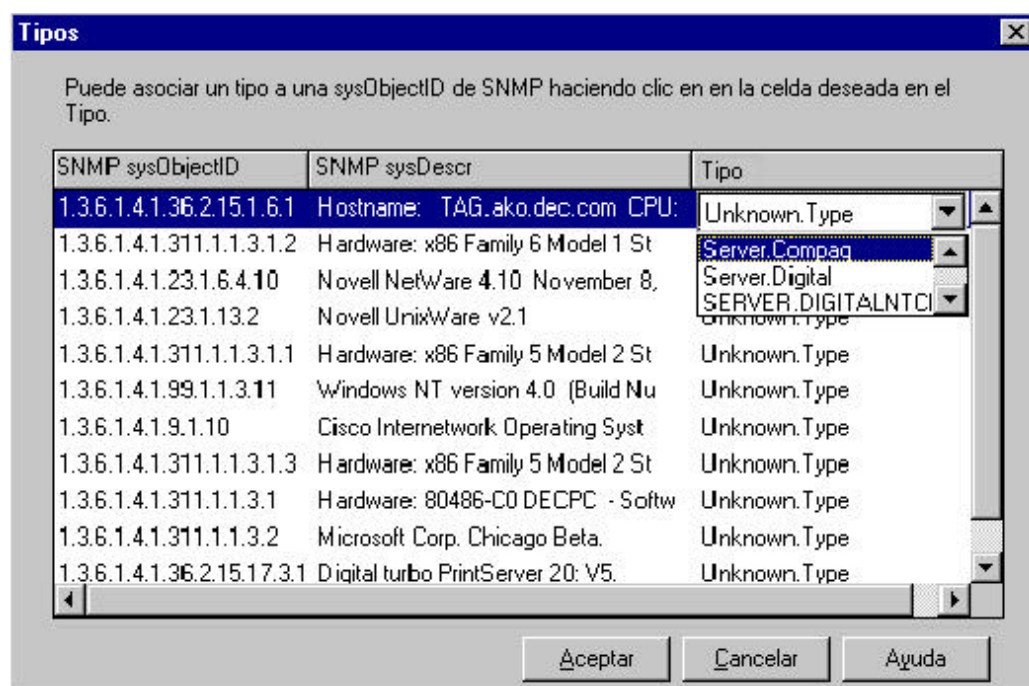 Tipos
Puede asociar un tipo a una sysObjectID de SNMP haciendo clic en en la celda deseada en el
Tipo.
SNMP sysObjectID SNMP sysDescr Tipo
1.3.6.1.4.1.36.2.15.1.6.1 Hostname: TAG.ako.dec.com CPU: Unknown.Type
1.3.6.1.4.1.311.1.1.3.1.2 Hardware: x86 Family 6 Model 1 St Server.Compaq
1.3.6.1.4.1.23.1.6.4.10 Novell NetWare 4.10 November 8, Server.Digital
SERVER.DIGITALNTCl
1.3.6.1.4.1.23.1.13.2 Novell UnixWare v2.1 Unknown.Type
1.3.6.1.4.1.311.1.1.3.1.1 Hardware: x86 Family 5 Model 2 St Unknown.Type
1.3.6.1.4.1.99.1.1.3.11 Windows NT version 4.0 (Build Nu Unknown.Type
1.3.6.1.4.1.9.1.10 Cisco Internetwork Operating Syst Unknown.Type
1.3.6.1.4.1.311.1.1.3.1.3 Hardware: x86 Family 5 Model 2 St Unknown.Type
1.3.6.1.4.1.311.1.1.3.1 Hardware: 80486-C0 DECPC - Softw Unknown.Type
1.3.6.1.4.1.311.1.1.3.2 Microsoft Corp. Chicago Beta. Unknown.Type
1.3.6.1.4.1.36.2.15.17.3.1 Digital turbo PrintServer 20: V5. Unknown.Type
Aceptar Cancelar Ayuda